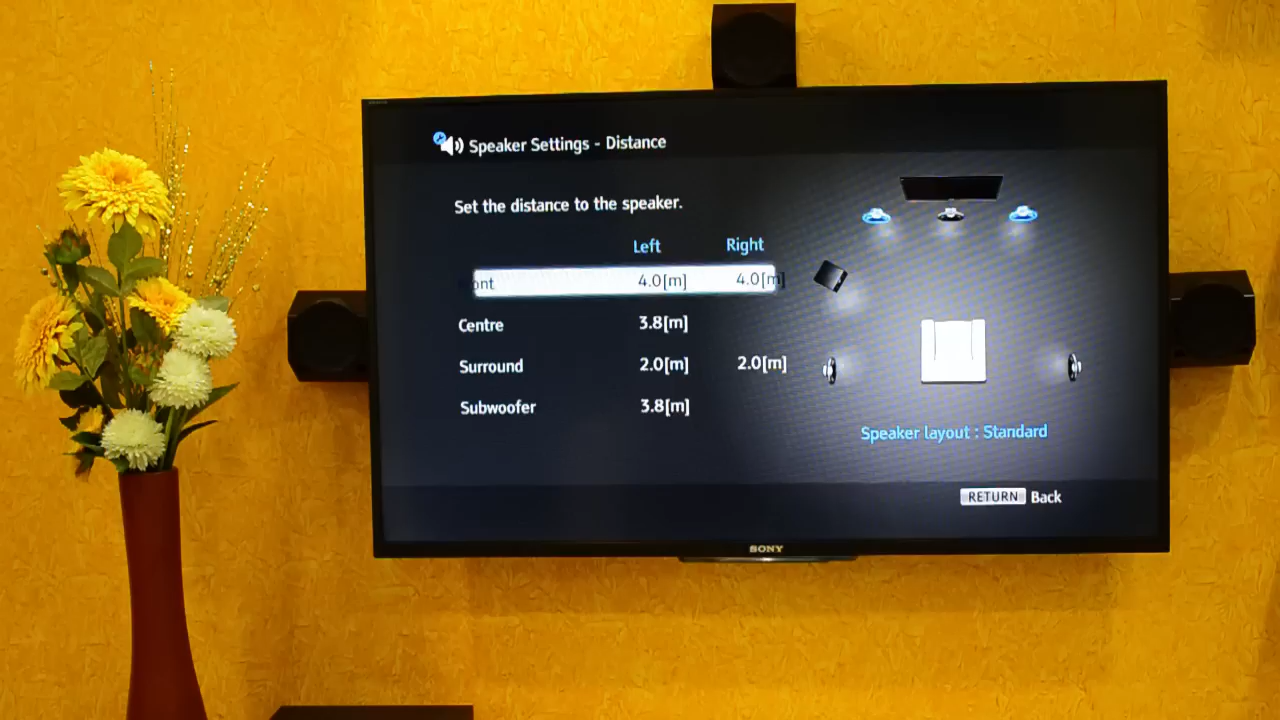 Speaker Settings - Distance
Set the distance to the speaker.
Left Right
ont 4.0[m] 4.0[m]
Centre 3.8[m]
Surround 2.0[m] 2.0[m]
Subwoofer 3.8[m]
Speaker layout : Standard
RETURN Back
SONY